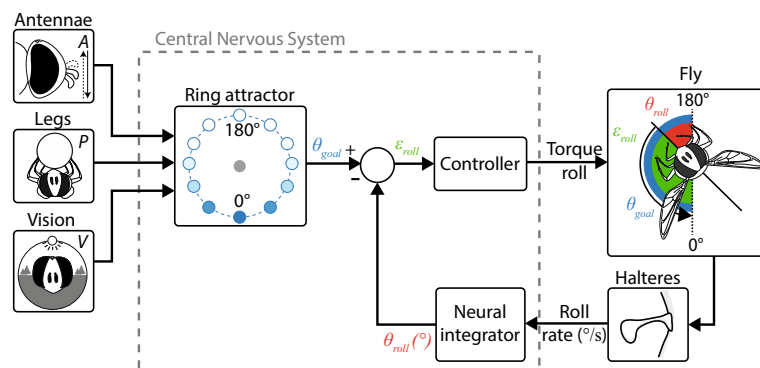 Antennae
A
Legs
P
Vision
V
Central Nervous System
Ring attractor
180°
0°
θgoal
+
-
εroll
Controller
Torque
roll
Fly
θroll
180°
εroll
θgoal
0°
Halteres
Roll
rate (°/s)
Neural
integrator
θroll (°)